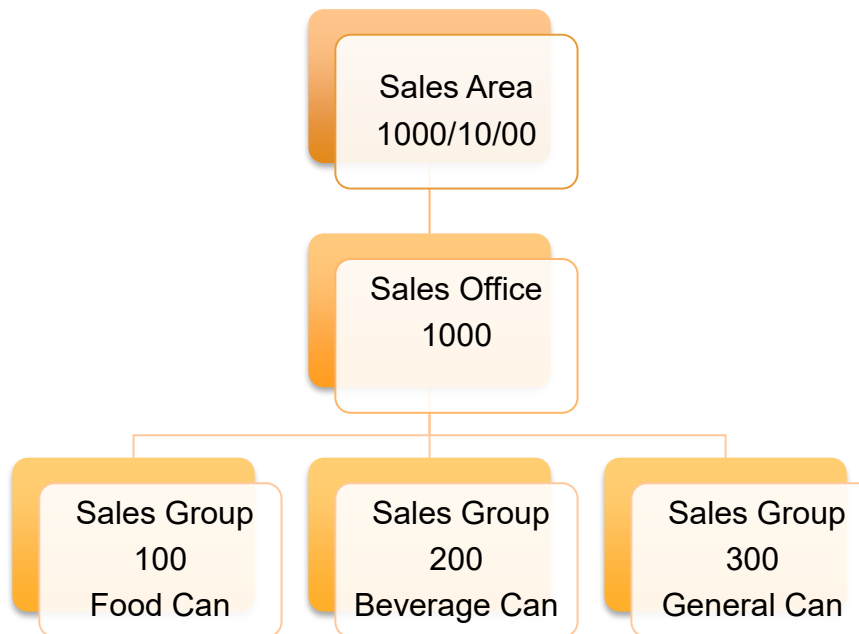 Sales Area
1000/10/00
Sales Office
1000
Sales Group
100
Food Can
Sales Group
200
Beverage Can
Sales Group
300
General Can